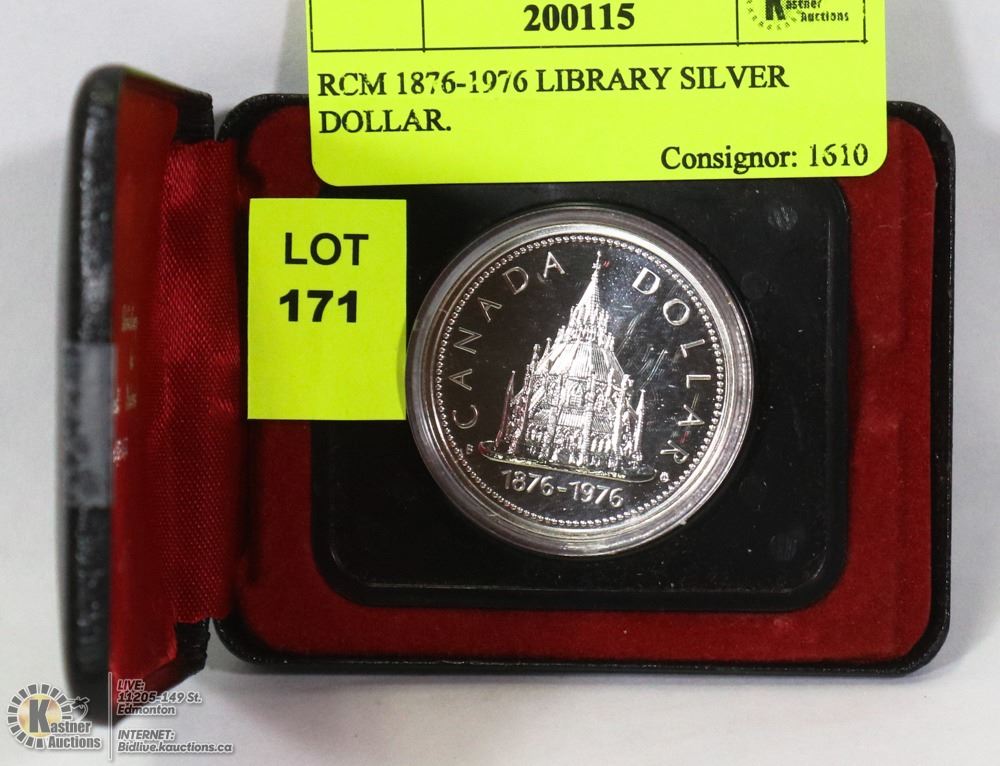 200115
Kastner
Auctions
RCM 1876-1976 LIBRARY SILVER
DOLLAR.
Consignor: 1610
LOT
171
CANADA DOLLAR
1876-1976
Kastner
Auctions
LIVE:
11205-149 St.
Edmonton
INTERNET:
Bidlive.kauctions.ca